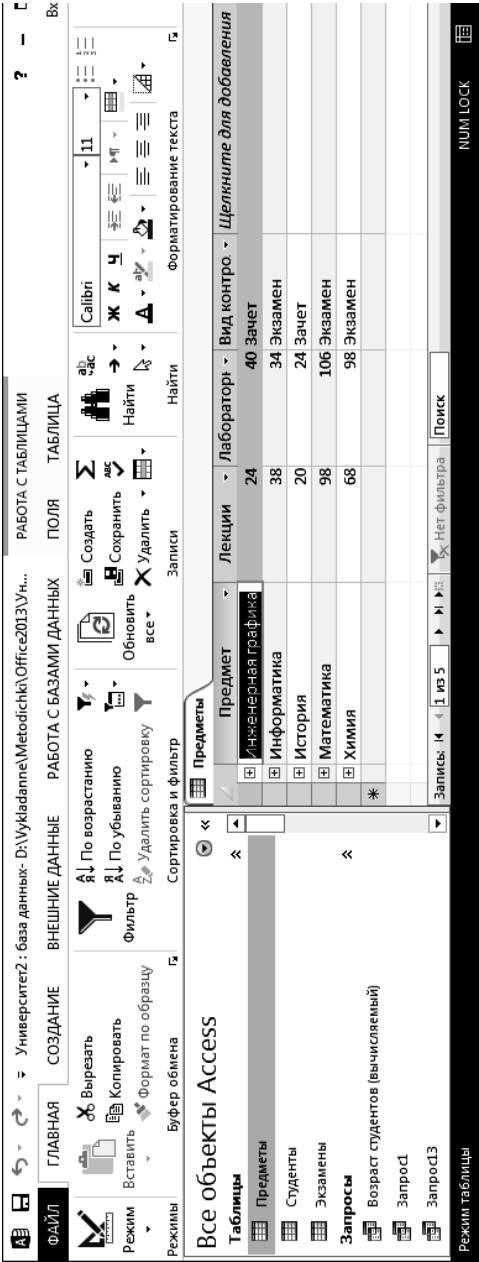 Университет2 : база данных- D:\Vykladanne\Metodichki\Office2013\Ун...
РАБОТА С ТАБЛИЦАМИ
?
Вх
ФАЙЛ ГЛАВНАЯ СОЗДАНИЕ ВНЕШНИЕ ДАННЫЕ РАБОТА С БАЗАМИ ДАННЫХ ПОЛЯ ТАБЛИЦА
Режим
Режимы
Вставить
Вырезать
Копировать
Формат по образцу
Буфер обмена
Фильтр
По возрастанию
По убыванию
Удалить сортировку
Сортировка и фильтр
Обновить
все
Создать
Сохранить
Удалить
Записи
Найти
Найти
Calibri 11
Ж К Ч
Форматирование текста
Все объекты Access
Таблицы
Предметы
Студенты
Экзамены
Запросы
Возраст студентов (вычисляемый)
Запрос1
Запрос13
Предметы
Предмет Лекции Лабораторн Вид контро. Щелкните для добавления
Инженерная графика 24 40 Зачет
Информатика 38 34 Экзамен
История 20 24 Зачет
Математика 98 106 Экзамен
Химия 68 98 Экзамен
Запись: 1 из 5 Нет фильтра Поиск
Режим таблицы NUM LOCK